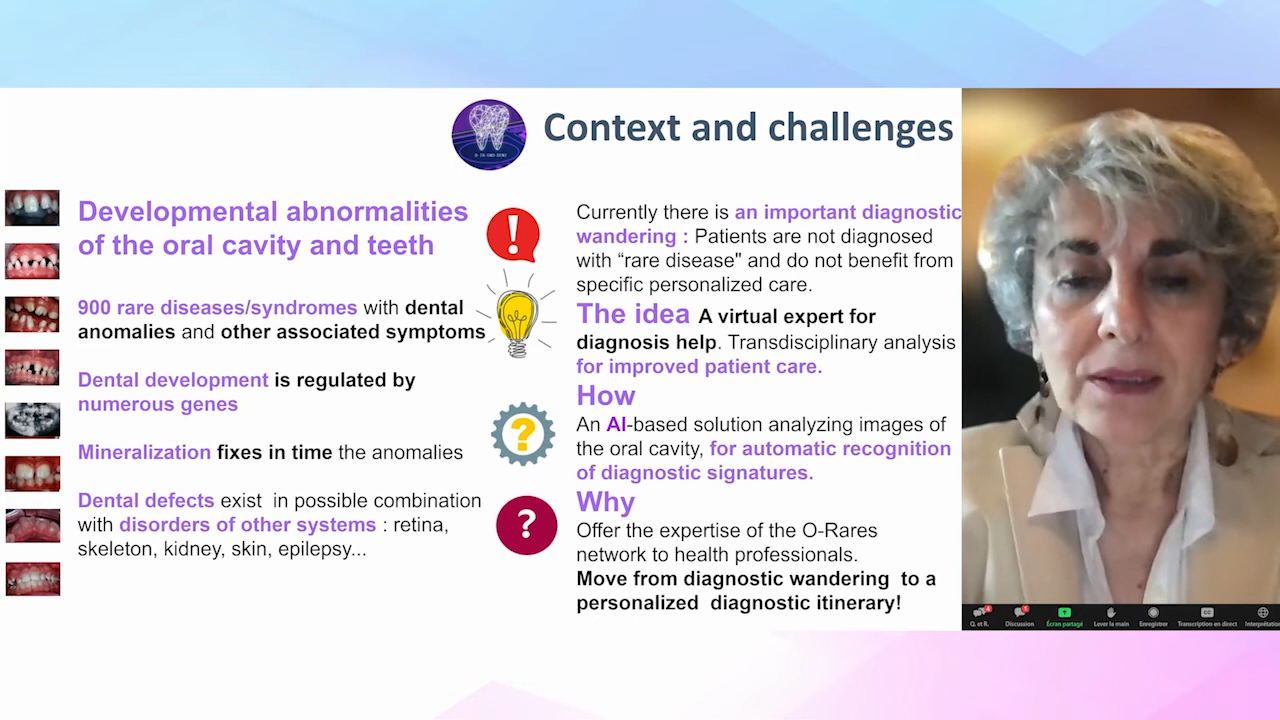 Context and challenges
Developmental abnormalities
of the oral cavity and teeth
900 rare diseases/syndromes with dental
anomalies and other associated symptoms
Dental development is regulated by
numerous genes
Mineralization fixes in time the anomalies
Dental defects exist in possible combination
with disorders of other systems : retina,
skeleton, kidney, skin, epilepsy...
Currently there is an important diagnostic
wandering : Patients are not diagnosed
with “rare disease" and do not benefit from
specific personalized care.
The idea A virtual expert for
diagnosis help. Transdisciplinary analysis
for improved patient care.
How
An AI-based solution analyzing images of
the oral cavity, for automatic recognition
of diagnostic signatures.
Why
Offer the expertise of the O-Rares
network to health professionals.
Move from diagnostic wandering to a
personalized diagnostic itinerary!
Q. et R. Discussion Écran partagé Lever la main Enregistrer Transcription en direct Interprétation